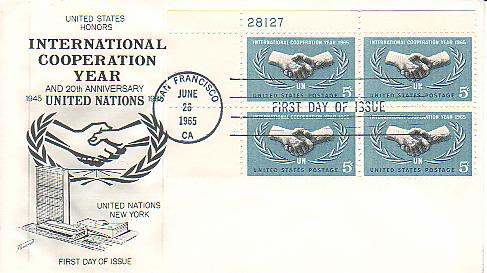 UNITED STATES
HONORS
INTERNATIONAL
COOPERATION
YEAR
AND 20th ANNIVERSARY
1945 UNITED NATIONS
UNITED NATIONS
NEW YORK
FIRST DAY OF ISSUE
SAN FRANCISCO
JUNE
26
1965
CA
28127
FIRST DAY OF ISSUE
INTERNATIONAL COOPERATION YEAR 1965
UN
UNITED STATES POSTAGE 5¢
INTERNATIONAL COOPERATION YEAR 1965
UN
UNITED STATES POSTAGE 5¢
INTERNATIONAL COOPERATION YEAR 1965
UN
UNITED STATES POSTAGE 5¢
INTERNATIONAL COOPERATION YEAR 1965
UN
UNITED STATES POSTAGE 5¢